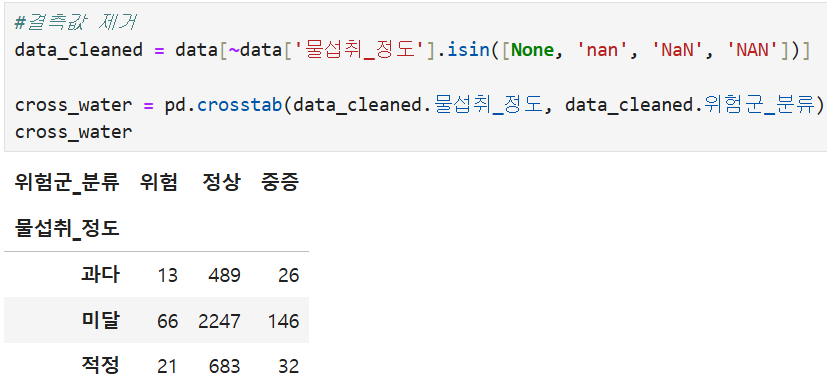 #결측값 제거
data_cleaned = data[~data['물섭취_정도'].isin([None, 'nan', 'NaN', 'NAN'])]
cross_water = pd.crosstab(data_cleaned.물섭취_정도, data_cleaned.위험군_분류)
cross_water
위험군_분류 위험 정상 중증
물섭취_정도
과다 13 489 26
미달 66 2247 146
적정 21 683 32